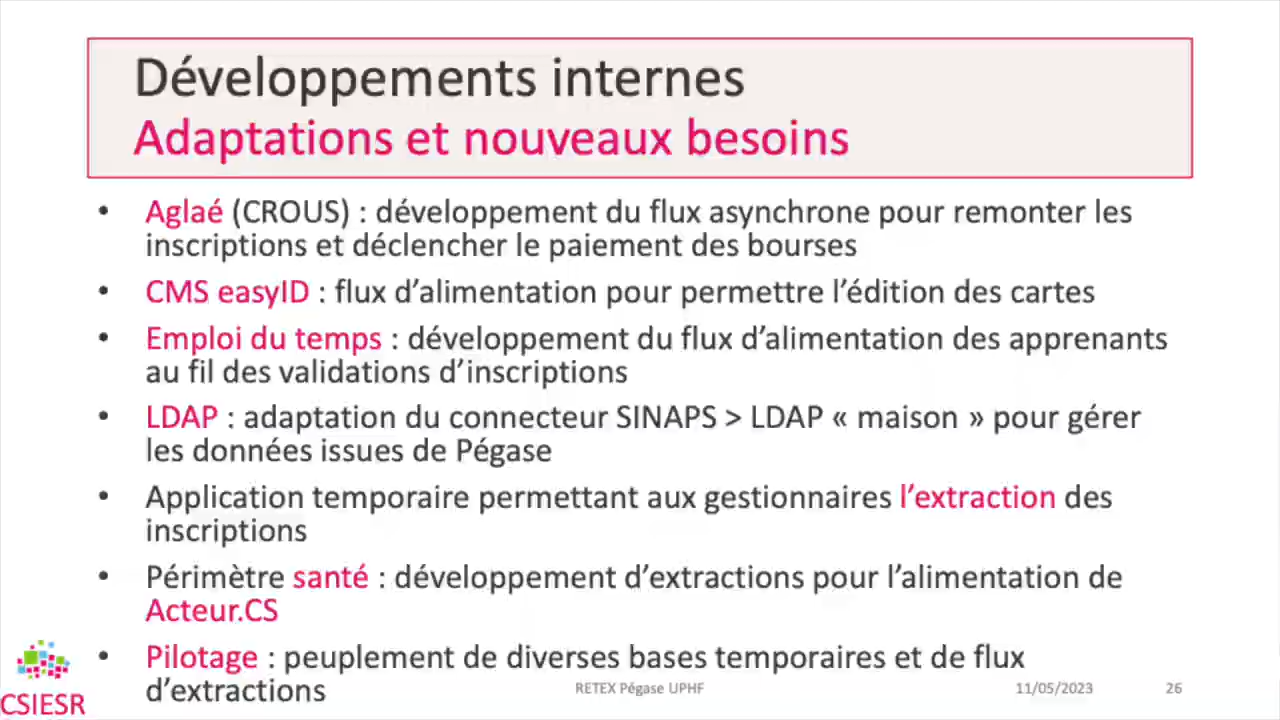 Développements internes
Adaptations et nouveaux besoins
• Aglaé (CROUS) : développement du flux asynchrone pour remonter les
inscriptions et déclencher le paiement des bourses
• CMS easyID : flux d’alimentation pour permettre l’édition des cartes
• Emploi du temps : développement du flux d’alimentation des apprenants
au fil des validations d’inscriptions
• LDAP : adaptation du connecteur SINAPS > LDAP « maison » pour gérer
les données issues de Pégase
• Application temporaire permettant aux gestionnaires l’extraction des
inscriptions
• Périmètre santé : développement d’extractions pour l’alimentation de
Acteur.CS
• Pilotage : peuplement de diverses bases temporaires et de flux
d’extractions
CSIESR
RETEX Pégase UPHF
11/05/2023
26